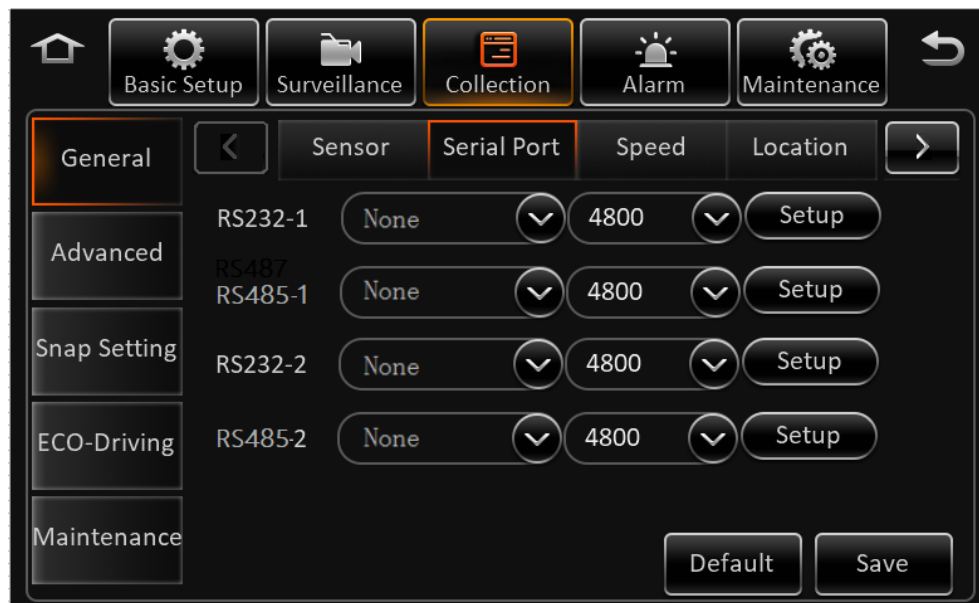 Basic Setup Surveillance Collection Alarm Maintenance
General Sensor Serial Port Speed Location
RS232-1 None 4800 Setup
Advanced
RS487
RS485-1 None 4800 Setup
Snap Setting
RS232-2 None 4800 Setup
ECO-Driving RS485-2 None 4800 Setup
Maintenance
Default Save